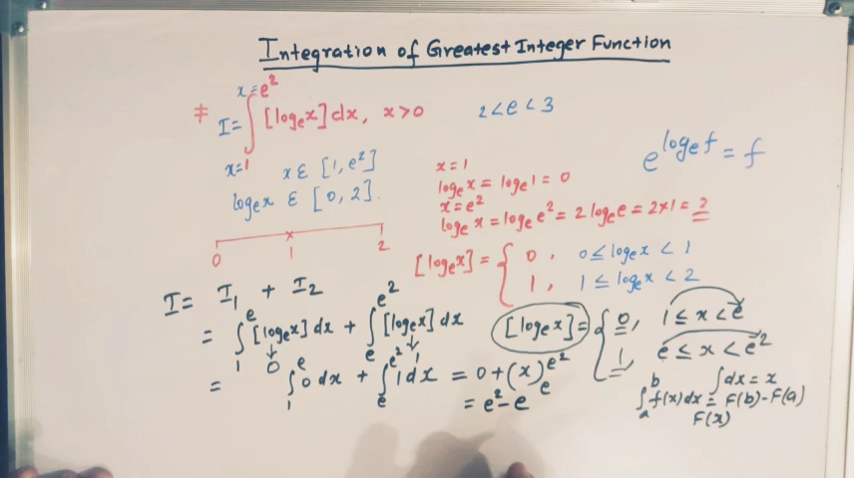 Integration of Greatest Integer Function
≠ I = ∫_{x=1}^{x=e²} [logₑx] dx, x>0
2<e<3
e^{logₑf} = f
x ε [1, e²]
logₑx ε [0, 2].
x = 1
logₑx = logₑ1 = 0
x = e²
logₑx = logₑe² = 2 logₑe = 2×1 = 2
0 1 2
[logₑx] = { 0, 0 ≤ logₑx < 1
1, 1 ≤ logₑx < 2
I = I₁ + I₂
= ∫₁^e [logₑx] dx + ∫ₑ^{e²} [logₑx] dx
↓ 0 ↓ 1
[logₑx] = { 0, 1 ≤ x < e
1, e ≤ x < e²
= ∫₁^e 0 dx + ∫ₑ^{e²} 1 dx = 0 + (x)ₑ^{e²}
= e² - e
∫dx = x
∫ₐ^b f(x) dx = F(b) - F(a)
F(x)